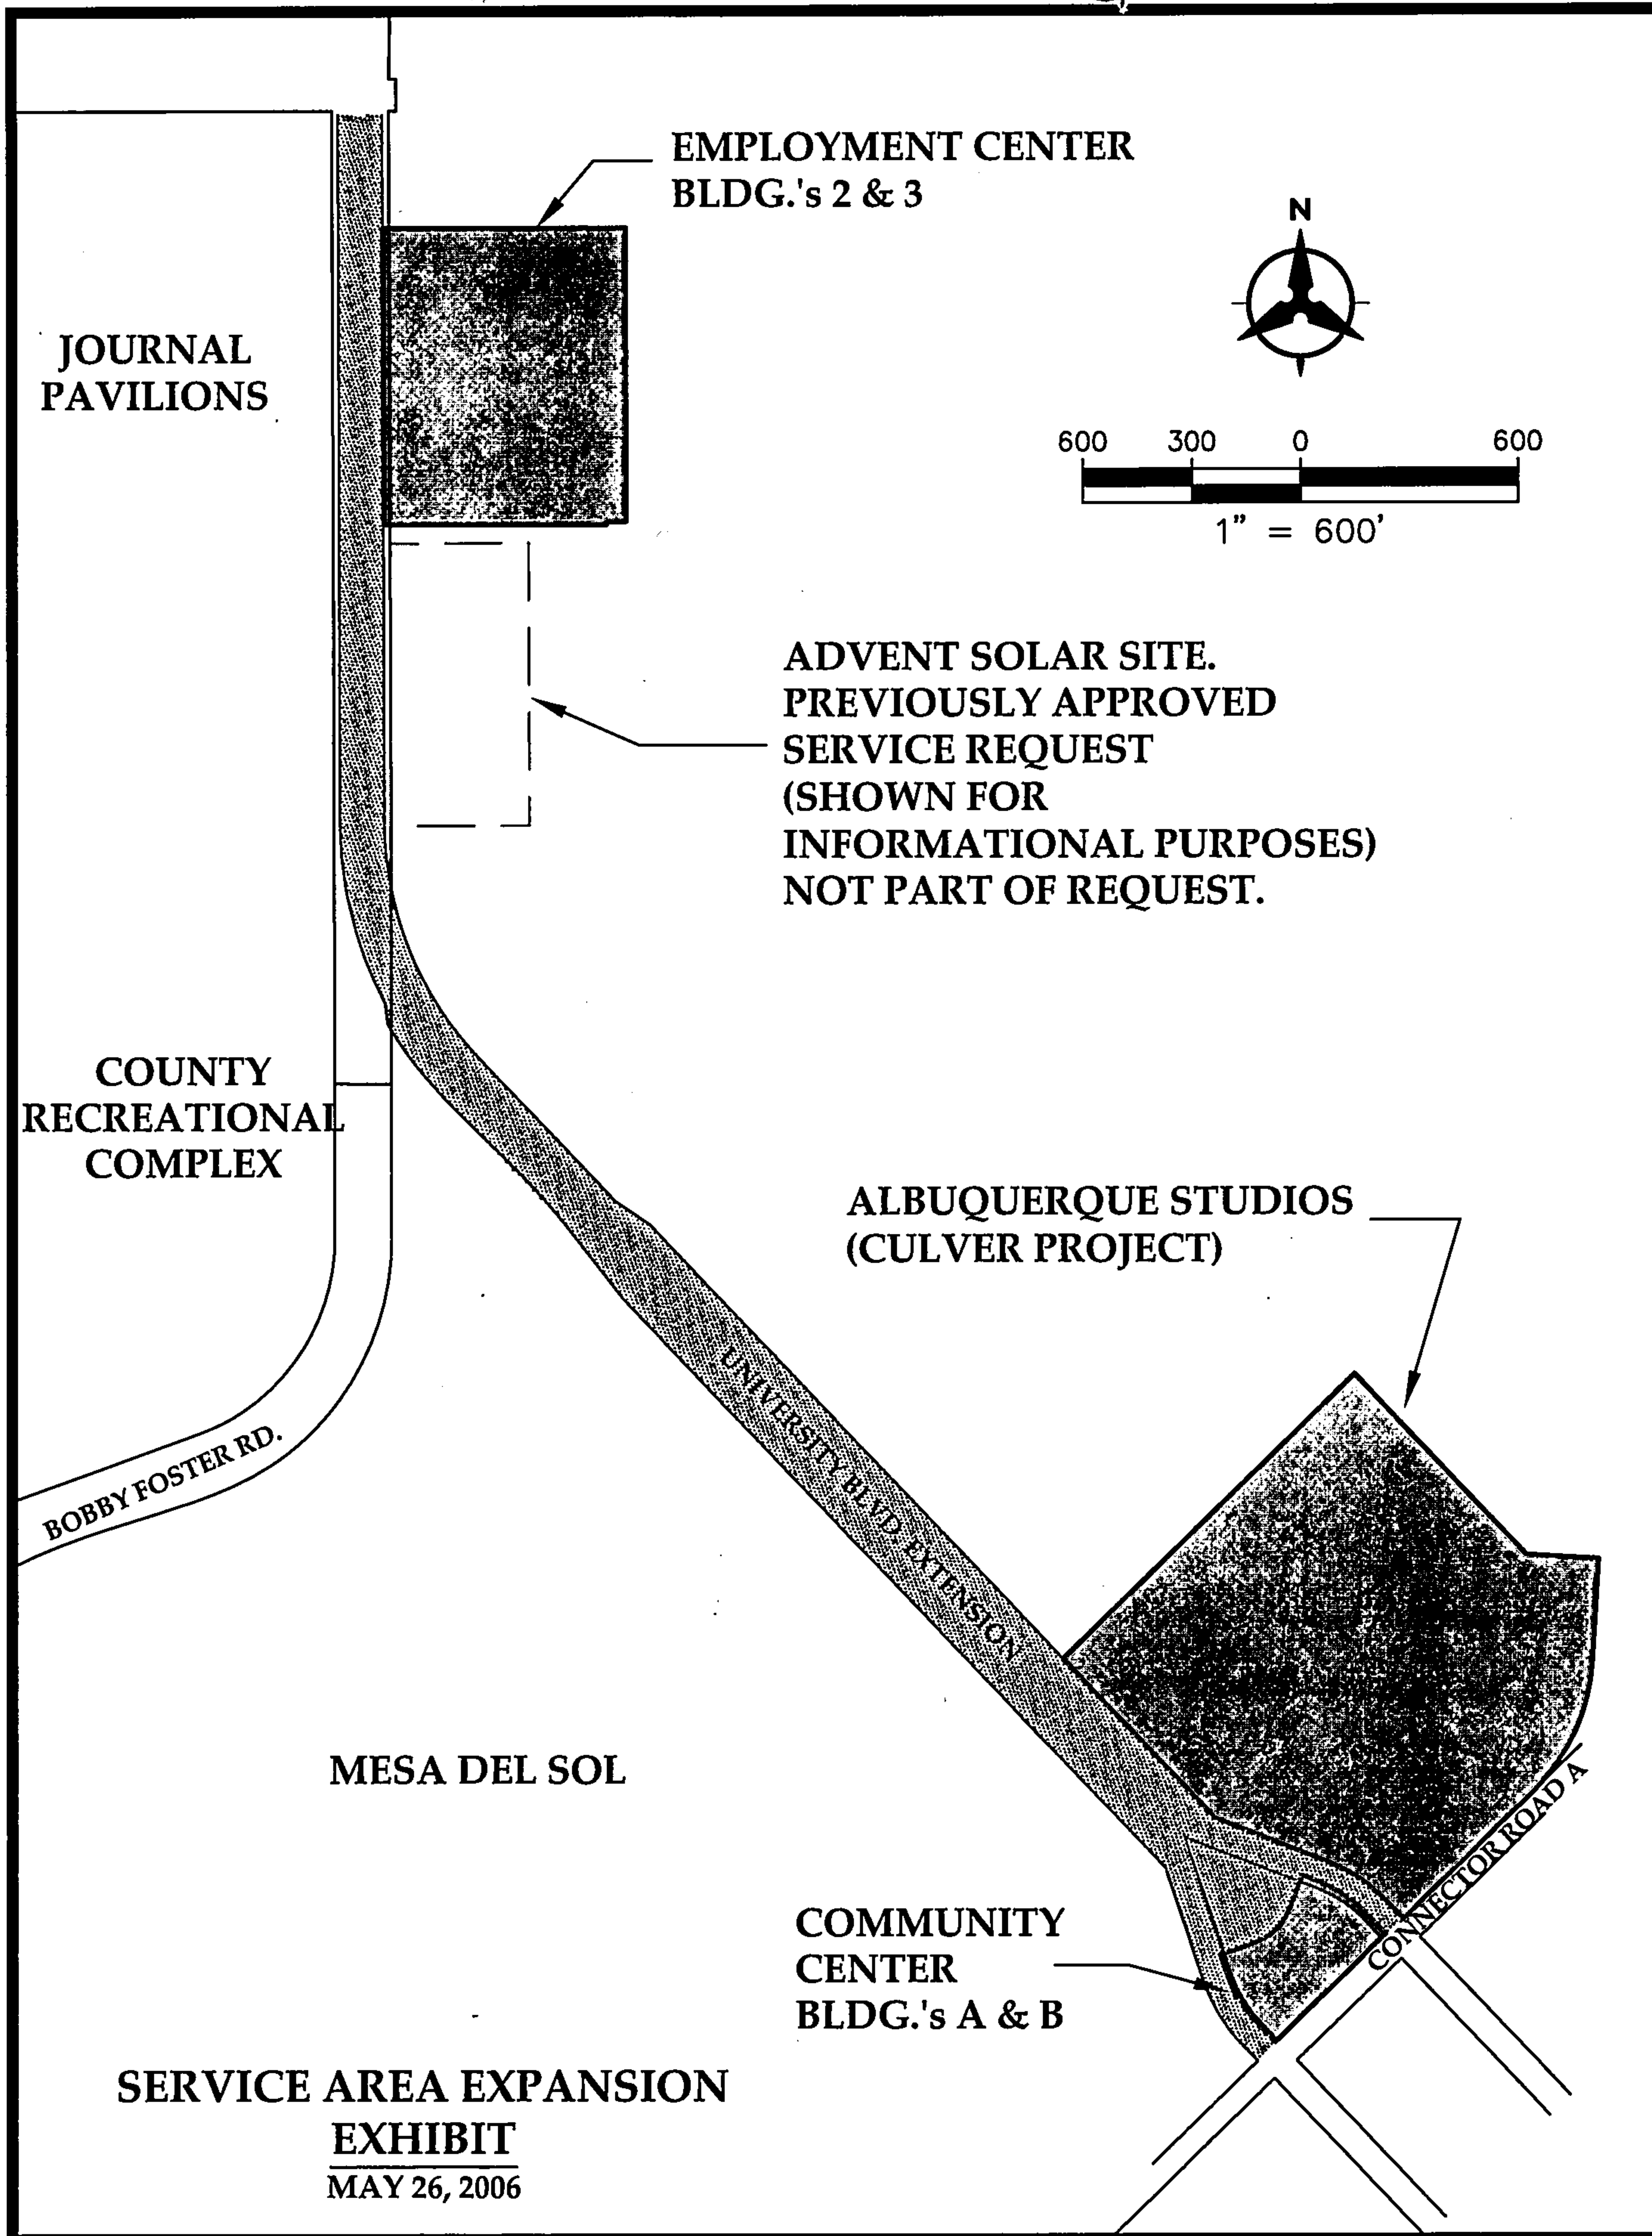 EMPLOYMENT CENTER
BLDG.'s 2 & 3
N
JOURNAL
PAVILIONS
600 300 0 600
1" = 600'
ADVENT SOLAR SITE.
PREVIOUSLY APPROVED
SERVICE REQUEST
(SHOWN FOR
INFORMATIONAL PURPOSES)
NOT PART OF REQUEST.
COUNTY
RECREATIONAL
COMPLEX
ALBUQUERQUE STUDIOS
(CULVER PROJECT)
UNIVERSITY BLVD. EXTENSION
BOBBY FOSTER RD.
MESA DEL SOL
CONNECTOR ROAD A
COMMUNITY
CENTER
BLDG.'s A & B
SERVICE AREA EXPANSION
EXHIBIT
MAY 26, 2006